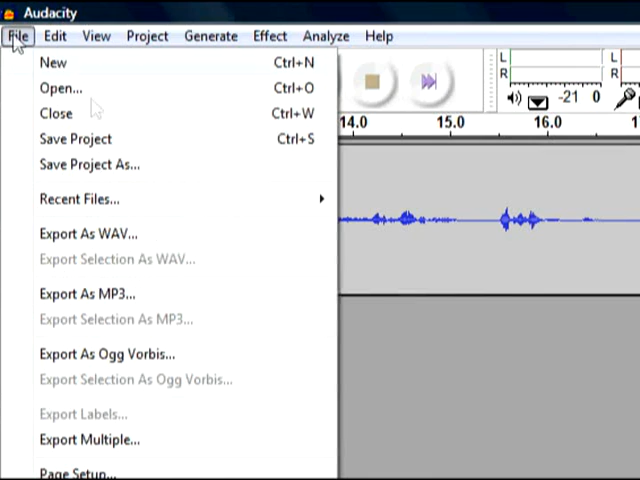 Audacity
File Edit View Project Generate Effect Analyze Help
New Ctrl+N
Open... Ctrl+O
Close Ctrl+W
Save Project Ctrl+S
Save Project As...
Recent Files...
Export As WAV...
Export Selection As WAV...
Export As MP3...
Export Selection As MP3...
Export As Ogg Vorbis...
Export Selection As Ogg Vorbis...
Export Labels...
Export Multiple...
Page Setup...
L
R
-21 0
L
R
14.0 15.0 16.0